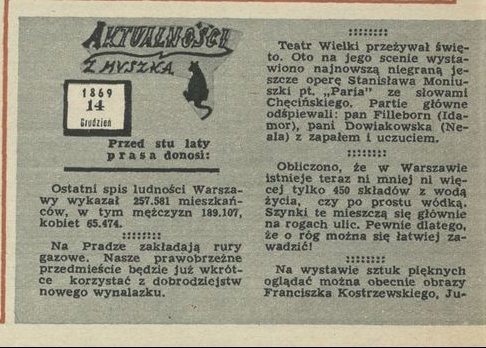 AKTUALNOŚCI
Z MYSZKĄ
1869
14
Grudzień
Przed stu laty
prasa donosi:
Ostatni spis ludności Warsza-
wy wykazał 257.581 mieszkań-
ców, w tym mężczyzn 189.107,
kobiet 65.474.
Na Pradze zakładają rury
gazowe. Nasze prawobrzeżne
przedmieście będzie już wkrót-
ce korzystać z dobrodziejstw
nowego wynalazku.
Teatr Wielki przeżywał świę-
to. Oto na jego scenie wysta-
wiono najnowszą niegraną je-
szcze operę Stanisława Moniu-
szki pt. „Paria” ze słowami
Chęcińskiego. Partie główne
odśpiewali: pan Filleborn (Ida-
mor), pani Dowiakowska (Ne-
ala) z zapałem i uczuciem.
Obliczono, że w Warszawie
istnieje teraz ni mniej ni wię-
cej tylko 450 składów z wodą
życia, czy po prostu wódką.
Szynki te mieszczą się głównie
na rogach ulic. Pewnie dlatego,
że o róg można się łatwiej za-
wadzić!
Na wystawie sztuk pięknych
oglądać można obecnie obrazy
Franciszka Kostrzewskiego, Ju-